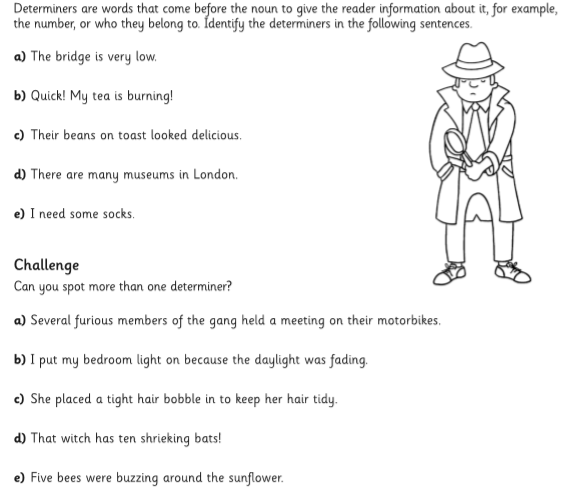 Determiners are words that come before the noun to give the reader information about it, for example,
the number, or who they belong to. Identify the determiners in the following sentences.
a) The bridge is very low.
b) Quick! My tea is burning!
c) Their beans on toast looked delicious.
d) There are many museums in London.
e) I need some socks.
Challenge
Can you spot more than one determiner?
a) Several furious members of the gang held a meeting on their motorbikes.
b) I put my bedroom light on because the daylight was fading.
c) She placed a tight hair bobble in to keep her hair tidy.
d) That witch has ten shrieking bats!
e) Five bees were buzzing around the sunflower.